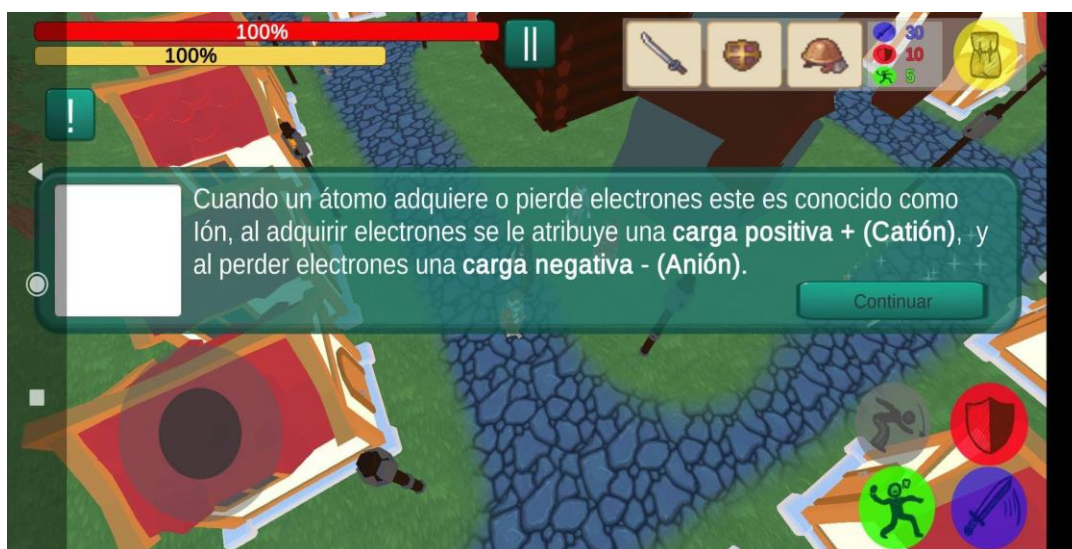 100%
100%
30
10
5
!
Cuando un átomo adquiere o pierde electrones este es conocido como
Ión, al adquirir electrones se le atribuye una carga positiva + (Catión), y
al perder electrones una carga negativa - (Anión).
Continuar